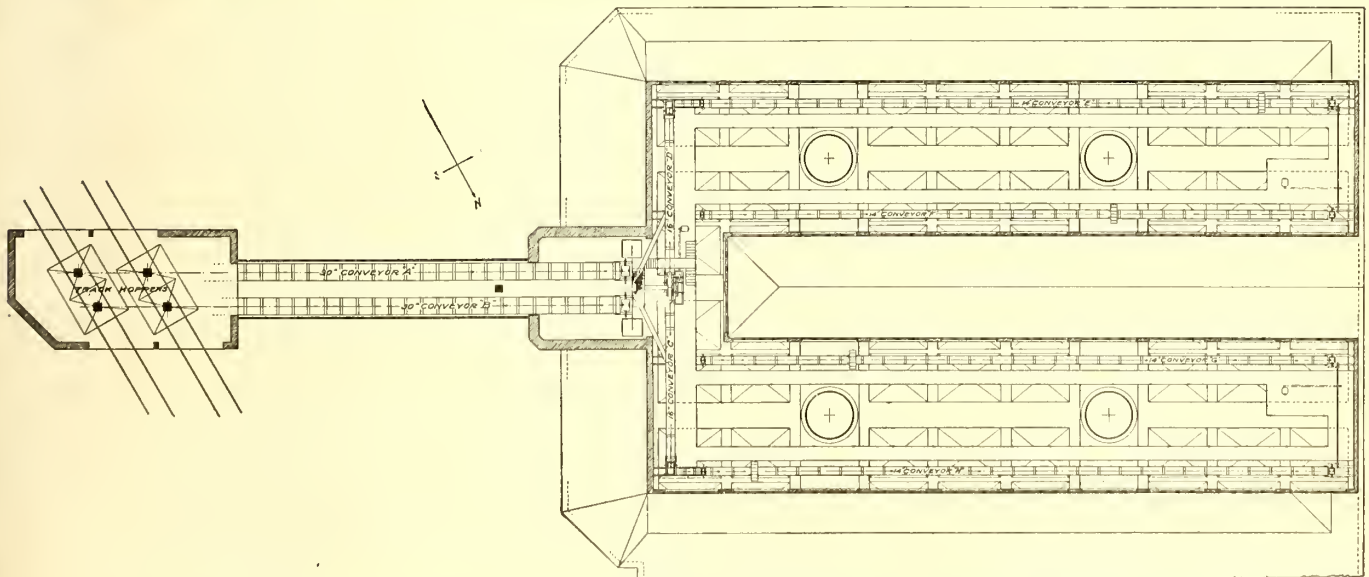 14" CONVEYOR "E"
16" CONVEYOR "D"
N
14" CONVEYOR "F"
30" CONVEYOR "A"
TRACK HOPPERS
30" CONVEYOR "B"
16" CONVEYOR "C"
14" CONVEYOR "G"
14" CONVEYOR "H"